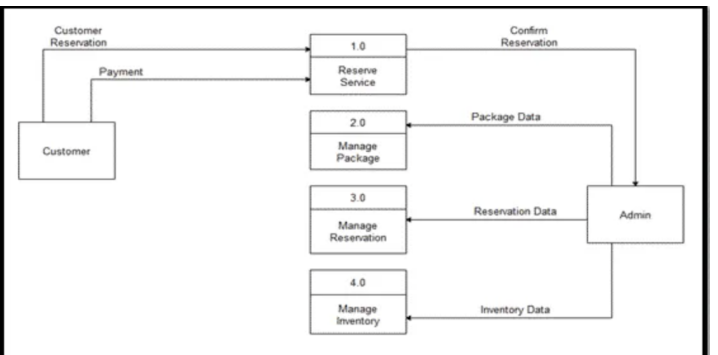 Customer
Reservation
Confirm
Reservation
1.0
Payment
Reserve
Service
2.0
Package Data
Customer
Manage
Package
3.0
Reservation Data
Admin
Manage
Reservation
4.0
Manage
Inventory
Inventory Data